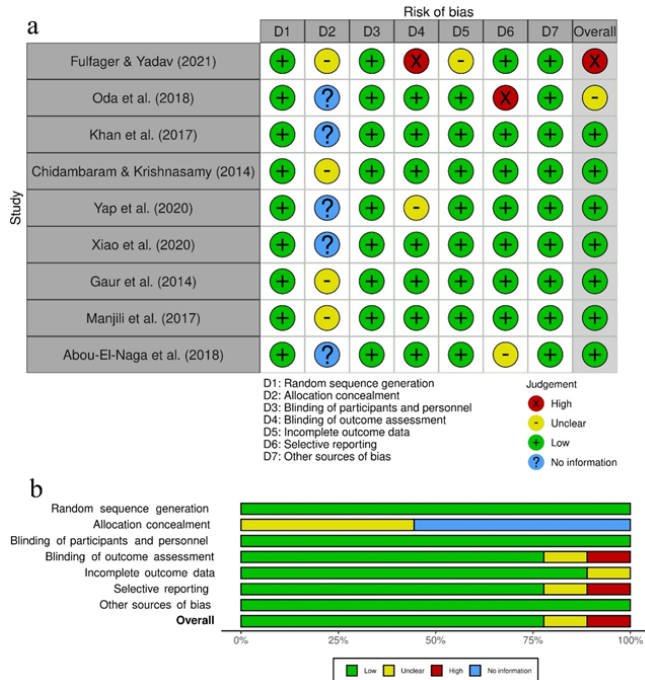 a
Risk of bias
D1 D2 D3 D4 D5 D6 D7 Overall
Study
Fulfager & Yadav (2021) + - + X - + + X
Oda et al. (2018) + ? + + + X + -
Khan et al. (2017 + ? + + + + + +
Chidambaram & Krishnasamy (2014) + - + + + + + +
Yap et al. (2020) + ? + - + + + +
Xiao et al. (2020) + ? + + + + + +
Gaur et al. (2014) + - + + + + + +
Manjili et al. (2017) + - + + + + + +
Abou-El-Naga et al. (2018) + ? + + + - + +
D1: Random sequence generation
D2: Allocation concealment
D3: Blinding of participants and personnel
D4: Blinding of outcome assessment
D5: Incomplete outcome data
D6: Selective reporting
D7: Other sources of bias
Judgement
X High
- Unclear
+ Low
? No information
b
Random sequence generation
Allocation concealment
Blinding of participants and personnel
Blinding of outcome assessment
Incomplete outcome data
Selective reporting
Other sources of bias
Overall
0% 25% 50% 75% 100%
Low Unclear High No information